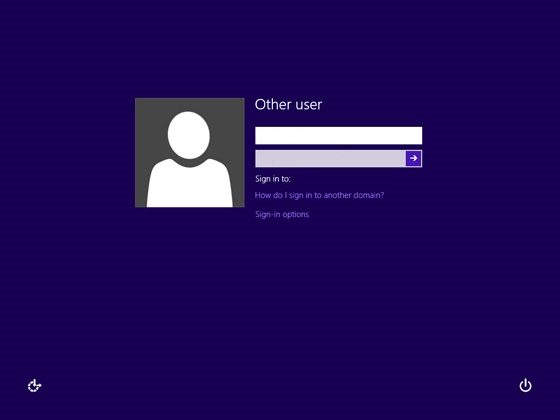 Other user
Sign in to:
How do I sign in to another domain?
Sign-in options